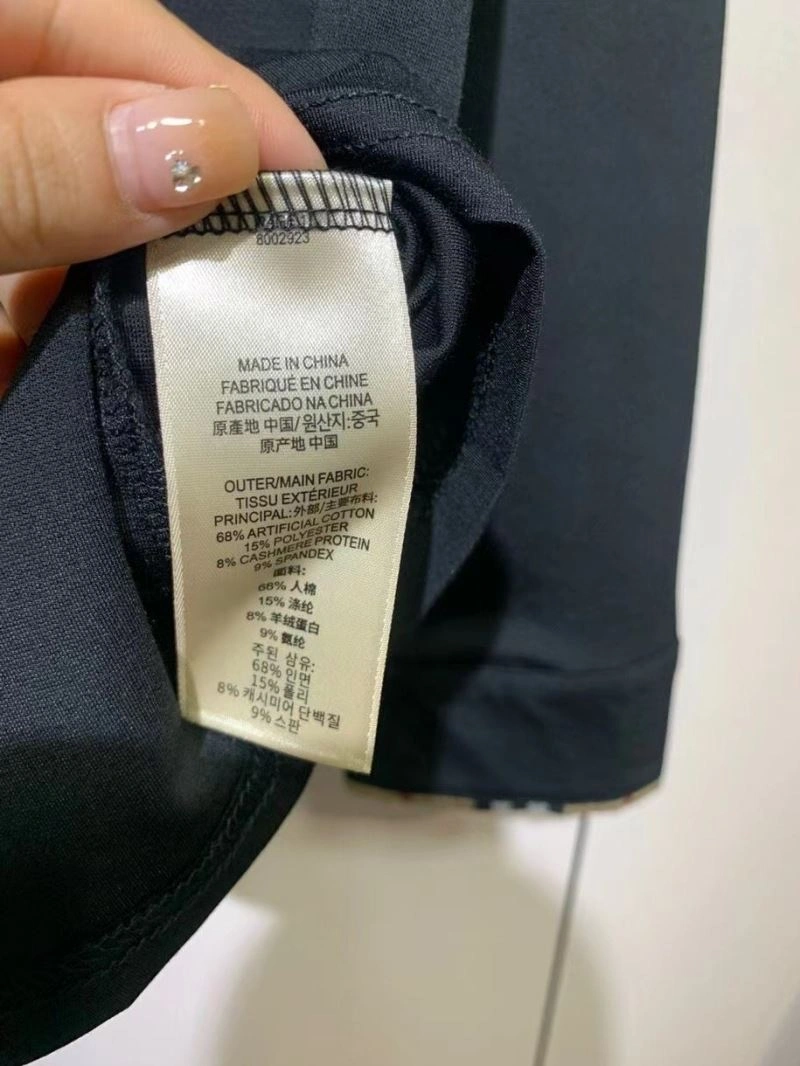 8002923
MADE IN CHINA
FABRIQUÉ EN CHINE
FABRICADO NA CHINA
原產地 中国/ 원산지:중국
原产地 中国
OUTER/MAIN FABRIC:
TISSU EXTÉRIEUR
PRINCIPAL:外部/主要布料:
68% ARTIFICIAL COTTON
15% POLYESTER
8% CASHMERE PROTEIN
9% SPANDEX
面料:
68% 人棉
15% 涤纶
8% 羊绒蛋白
9% 氨纶
주된 섬유:
68% 인면
15% 폴리
8% 캐시미어 단백질
9% 스판